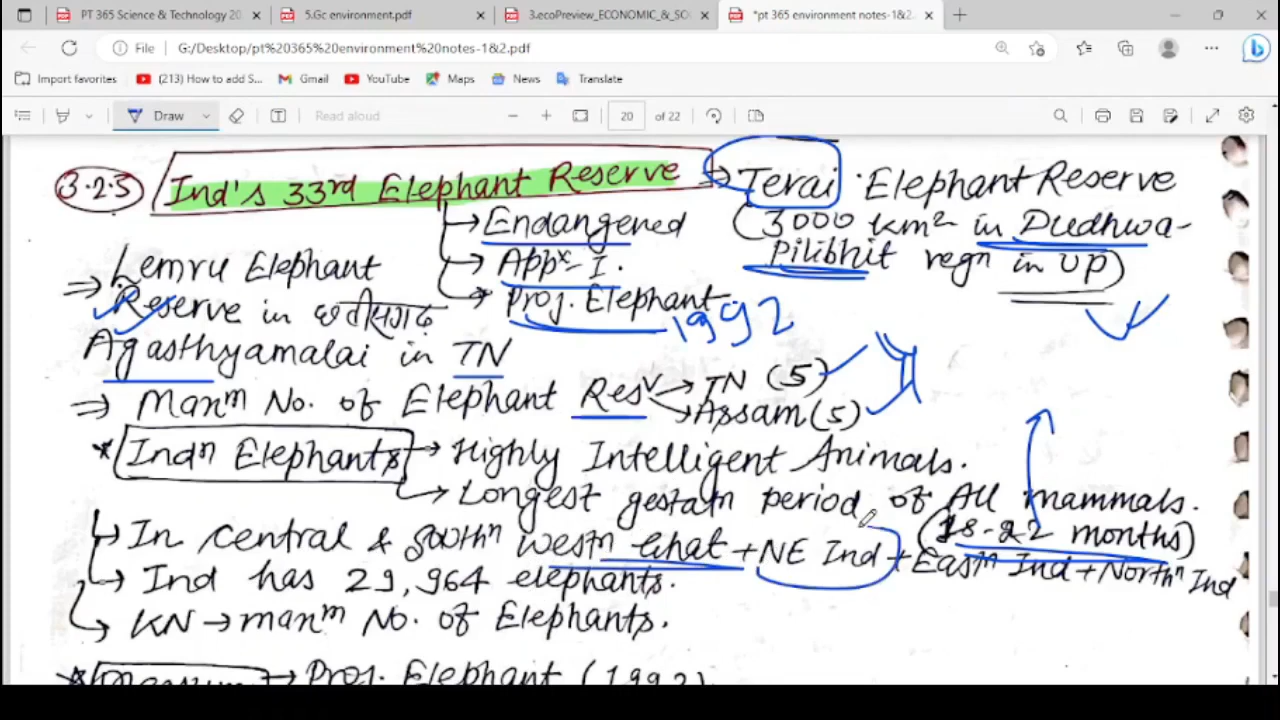 PT 365 Science & Technology 20
5.Gc environment.pdf
3.ecoPreview_ECONOMIC_&_SO
*pt 365 environment notes-1&2.
File G:/Desktop/pt%20365%20environment%20notes-1&2.pdf
Import favorites (213) How to add S... Gmail YouTube Maps News Translate
Draw Read aloud 20 of 22
3.2.3 Ind's 33rd Elephant Reserve → Terai Elephant Reserve
→ Endangered (3000 km² in Dudhwa-
→ Appx-I. Pilibhit regn in UP)
⇒ Lemru Elephant → Proj. Elephant 1992
Reserve in छत्तीसगढ़
Agasthyamalai in TN
⇒ Manm No. of Elephant Resv → TN (5)
→ Assam (5)
* Indn Elephants → Highly Intelligent Animals.
→ Longest gestatn period of All mammals.
(18-22 months)
→ In central & southn westn Ghat + NE Ind + Eastn Ind + Northn Ind
→ Ind has 29,964 elephants.
→ KN → manm No. of Elephants.
→ Proj. Elephant (1992)